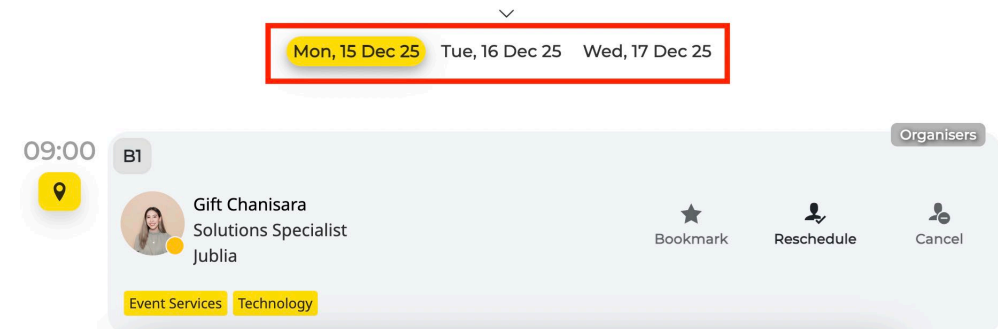 Mon, 15 Dec 25 Tue, 16 Dec 25 Wed, 17 Dec 25
Organisers
09:00
B1
Gift Chanisara
Solutions Specialist
Jublia
Bookmark Reschedule Cancel
Event Services Technology